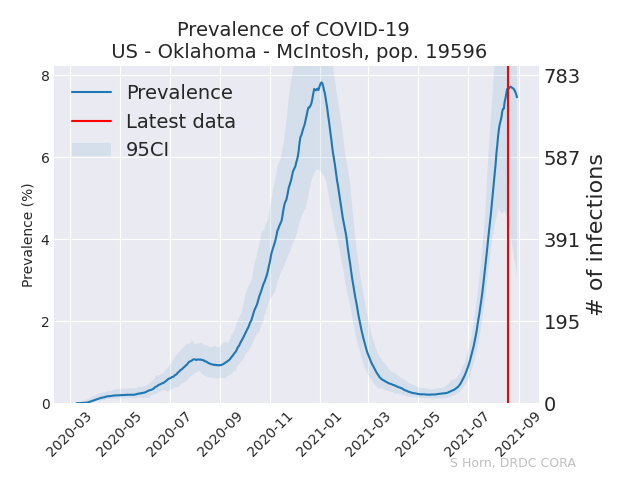 Prevalence of COVID-19
US - Oklahoma - McIntosh, pop. 19596
Prevalence
Latest data
95CI
Prevalence (%)
8
6
4
2
0
783
587
391
195
0
# of infections
2020-03
2020-05
2020-07
2020-09
2020-11
2021-01
2021-03
2021-05
2021-07
2021-09
S Horn, DRDC CORA